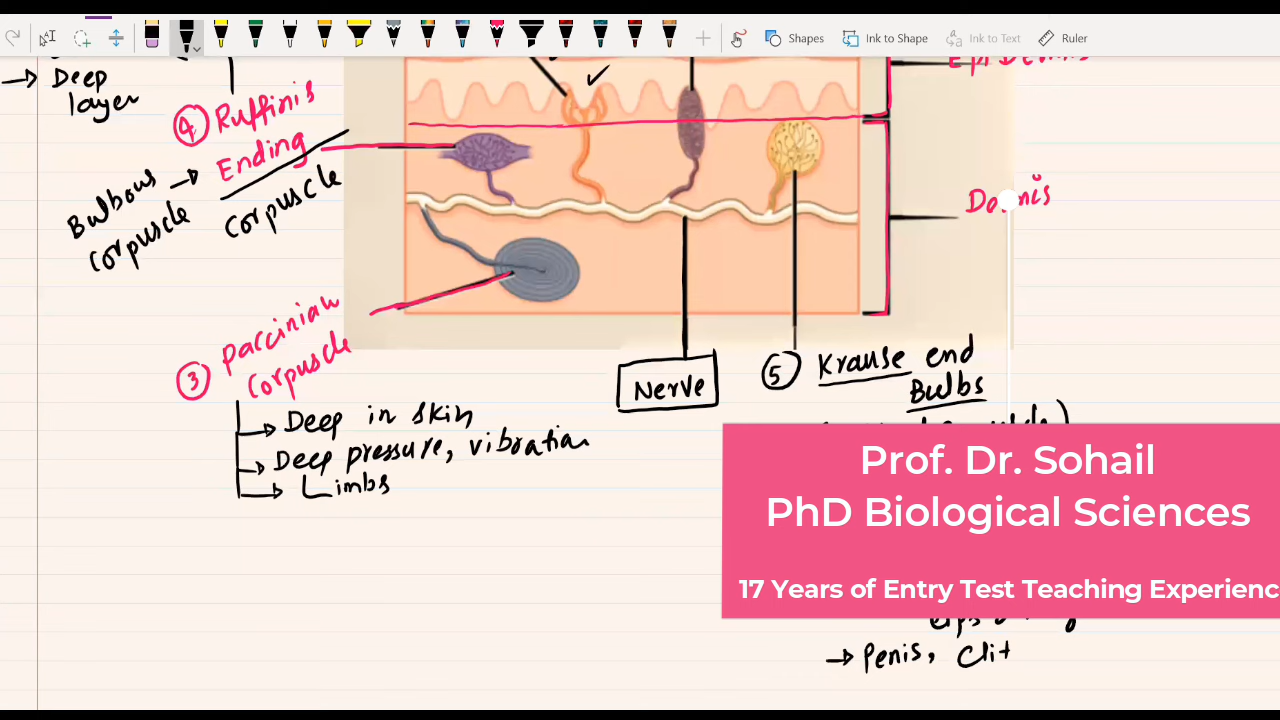 Shapes
Ink to Shape
Ink to Text
Ruler
→ Deep
layer
④ Ruffinis
Ending
Corpuscle
Bulbous →
Corpuscle
Epidermis
③ Paccinian
Corpuscle
→ Deep in skin
→ Deep pressure, vibration
→ Limbs
Nerve
⑤ Krause end
Bulbs
Prof. Dr. Sohail
PhD Biological Sciences
17 Years of Entry Test Teaching Experienc
→ Penis, Clit